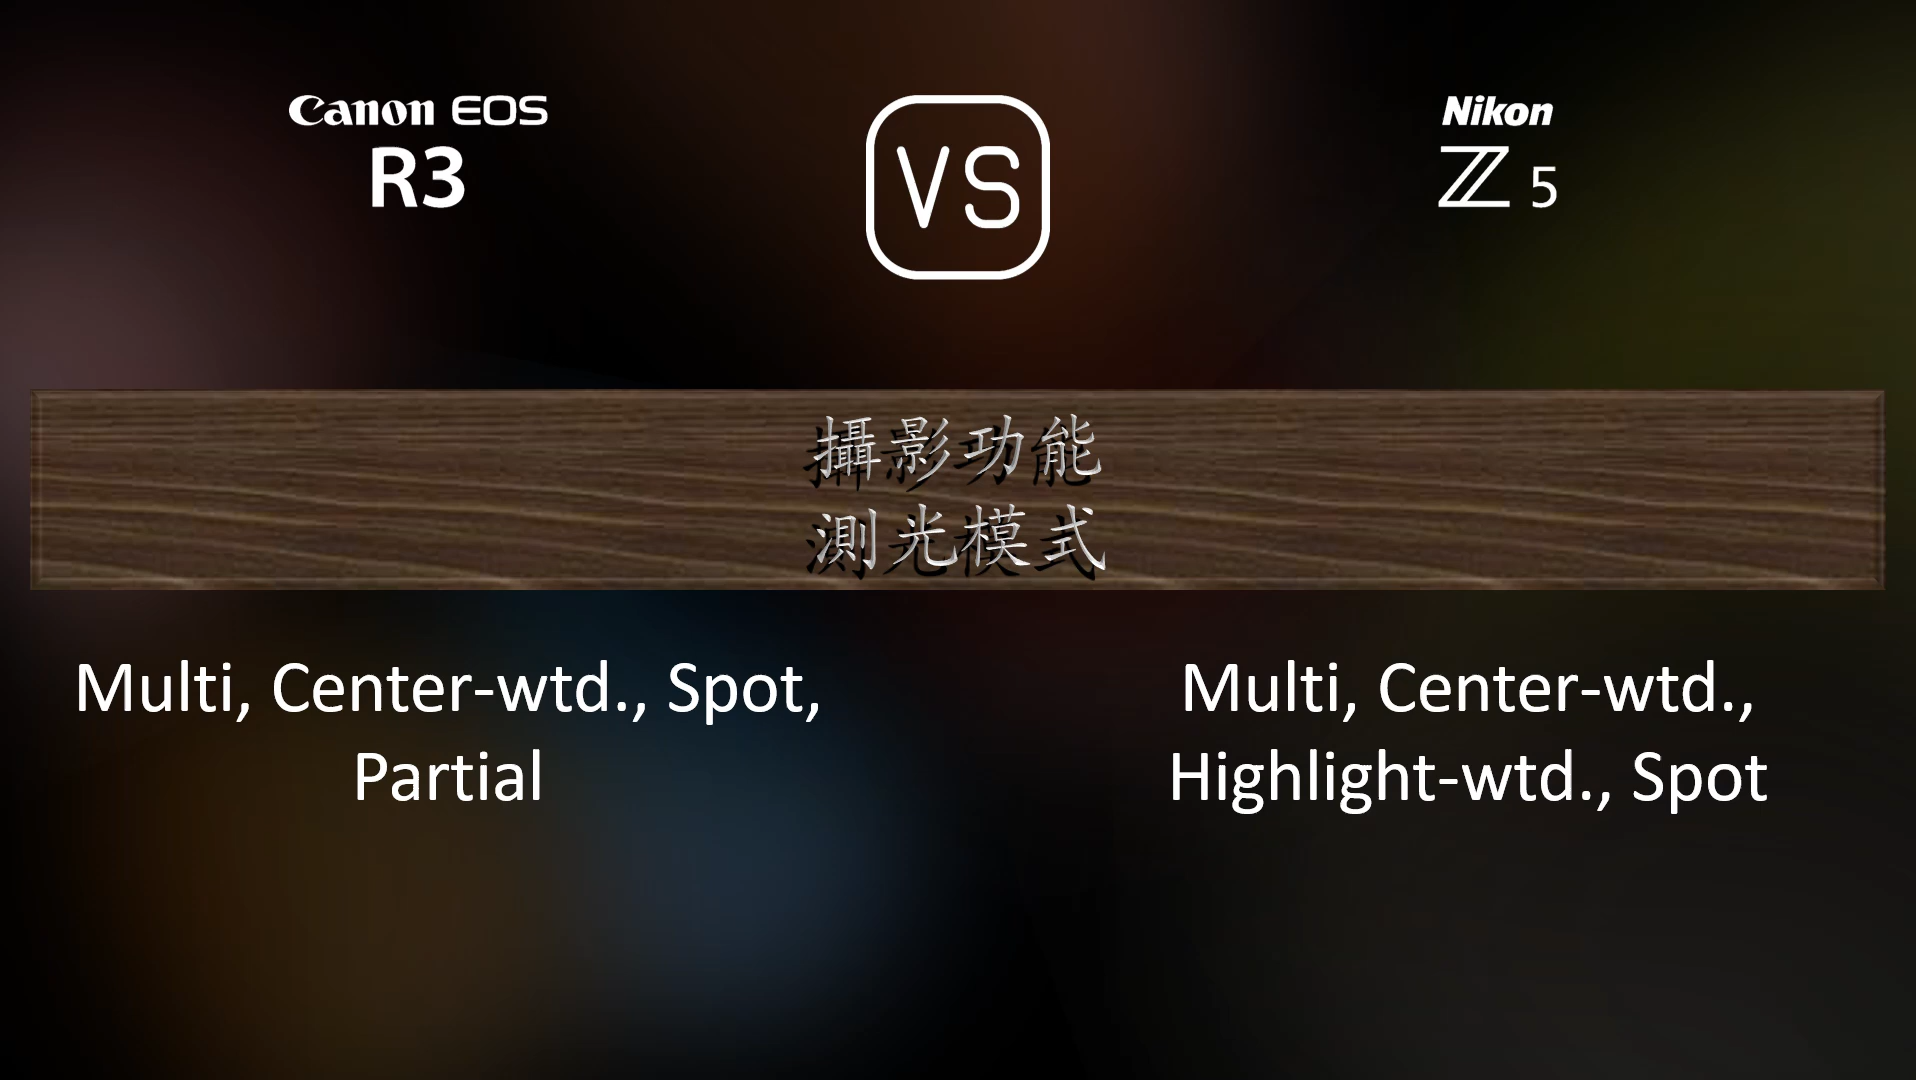 Canon EOS
R3
VS
Nikon
Z 5
攝影功能
測光模式
Multi, Center-wtd., Spot,
Partial
Multi, Center-wtd.,
Highlight-wtd., Spot